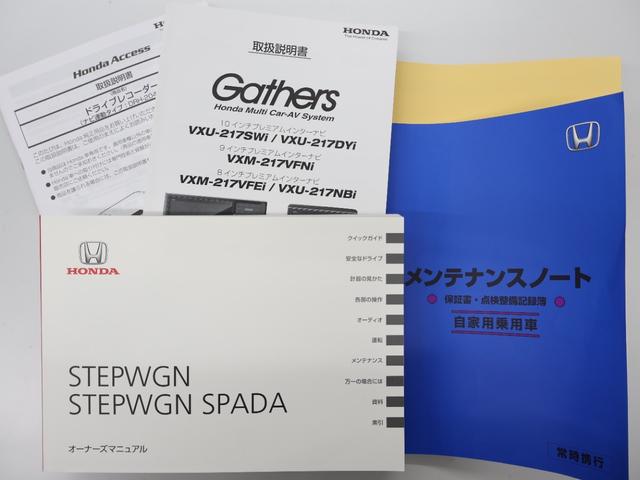 Honda Access
取扱説明書
ドライブレコーダー
取扱説明書
HONDA
The Power of Dreams
Gathers
Honda Multi Car-AV System
10インチプレミアムインターナビ
VXU-217SWi / VXU-217DYi
9インチプレミアムインターナビ
VXM-217VFNi
8インチプレミアムインターナビ
VXM-217VFEi / VXU-217NBi
HONDA
クイックガイド
安全なドライブ
計器の見かた
各部の操作
オーディオ
運転
メンテナンス
万一の場合には
資料
索引
STEPWGN
STEPWGN SPADA
オーナーズマニュアル
メンテナンスノート
保証書・点検整備記録簿
自家用乗用車
常時携行